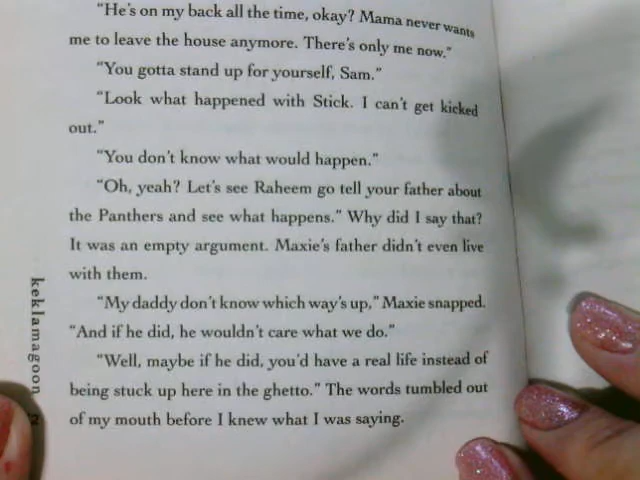 "He's on my back all the time, okay? Mama never wants
me to leave the house anymore. There's only me now."
"You gotta stand up for yourself, Sam."
"Look what happened with Stick. I can't get kicked
out."
"You don't know what would happen."
"Oh, yeah? Let's see Raheem go tell your father about
the Panthers and see what happens." Why did I say that?
It was an empty argument. Maxie's father didn't even live
with them.
"My daddy don't know which way's up," Maxie snapped.
"And if he did, he wouldn't care what we do."
"Well, maybe if he did, you'd have a real life instead of
being stuck up here in the ghetto." The words tumbled out
of my mouth before I knew what I was saying.
keklamagoon